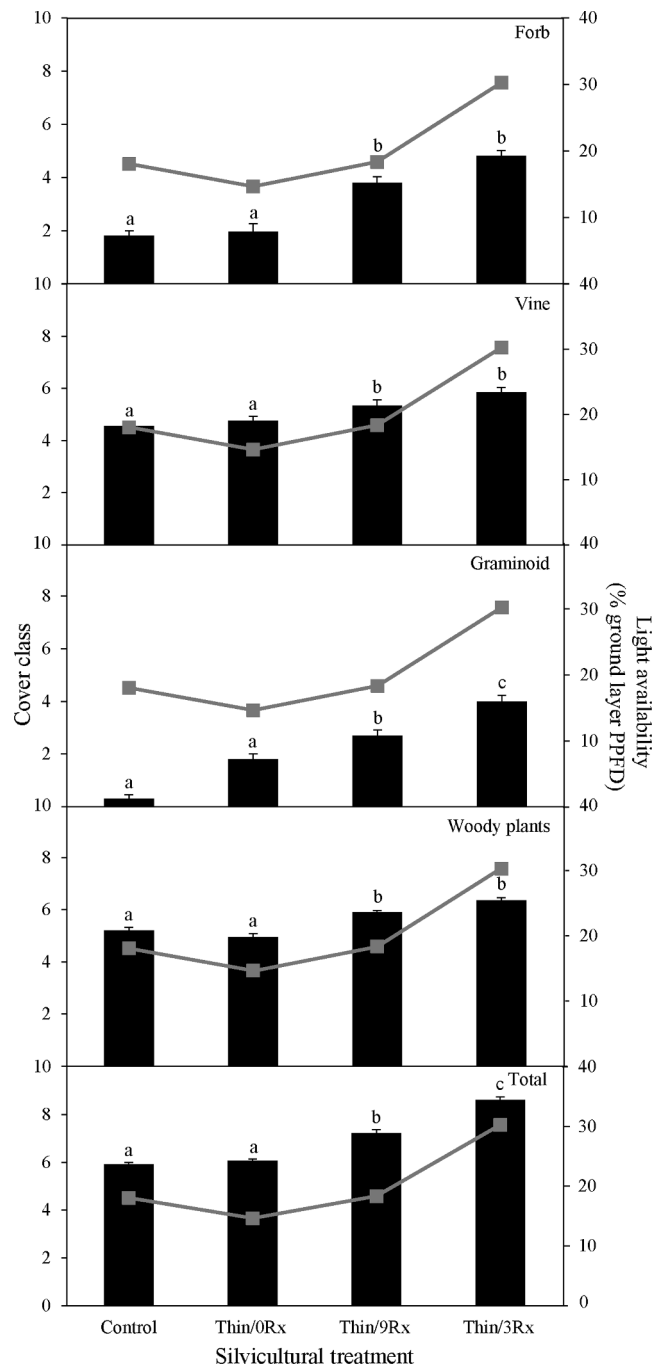 10 40
Forb
8
30
b b
6
20
4
a a
10
2
10 40
Vine
8
30
b
b
6
a
a
20
4
10
2
10 40
Graminoid
8
30
6
c
20
4
b
a
10
2
a
10 40
Woody plants
8
30
b
b
6
a a
20
4
10
2
10 40
Total
c
8
b
30
a a
6
20
4
10
2
0 0
Control Thin/0Rx Thin/9Rx Thin/3Rx
Silvicultural treatment
Cover class
Light availability
(% ground layer PPFD)